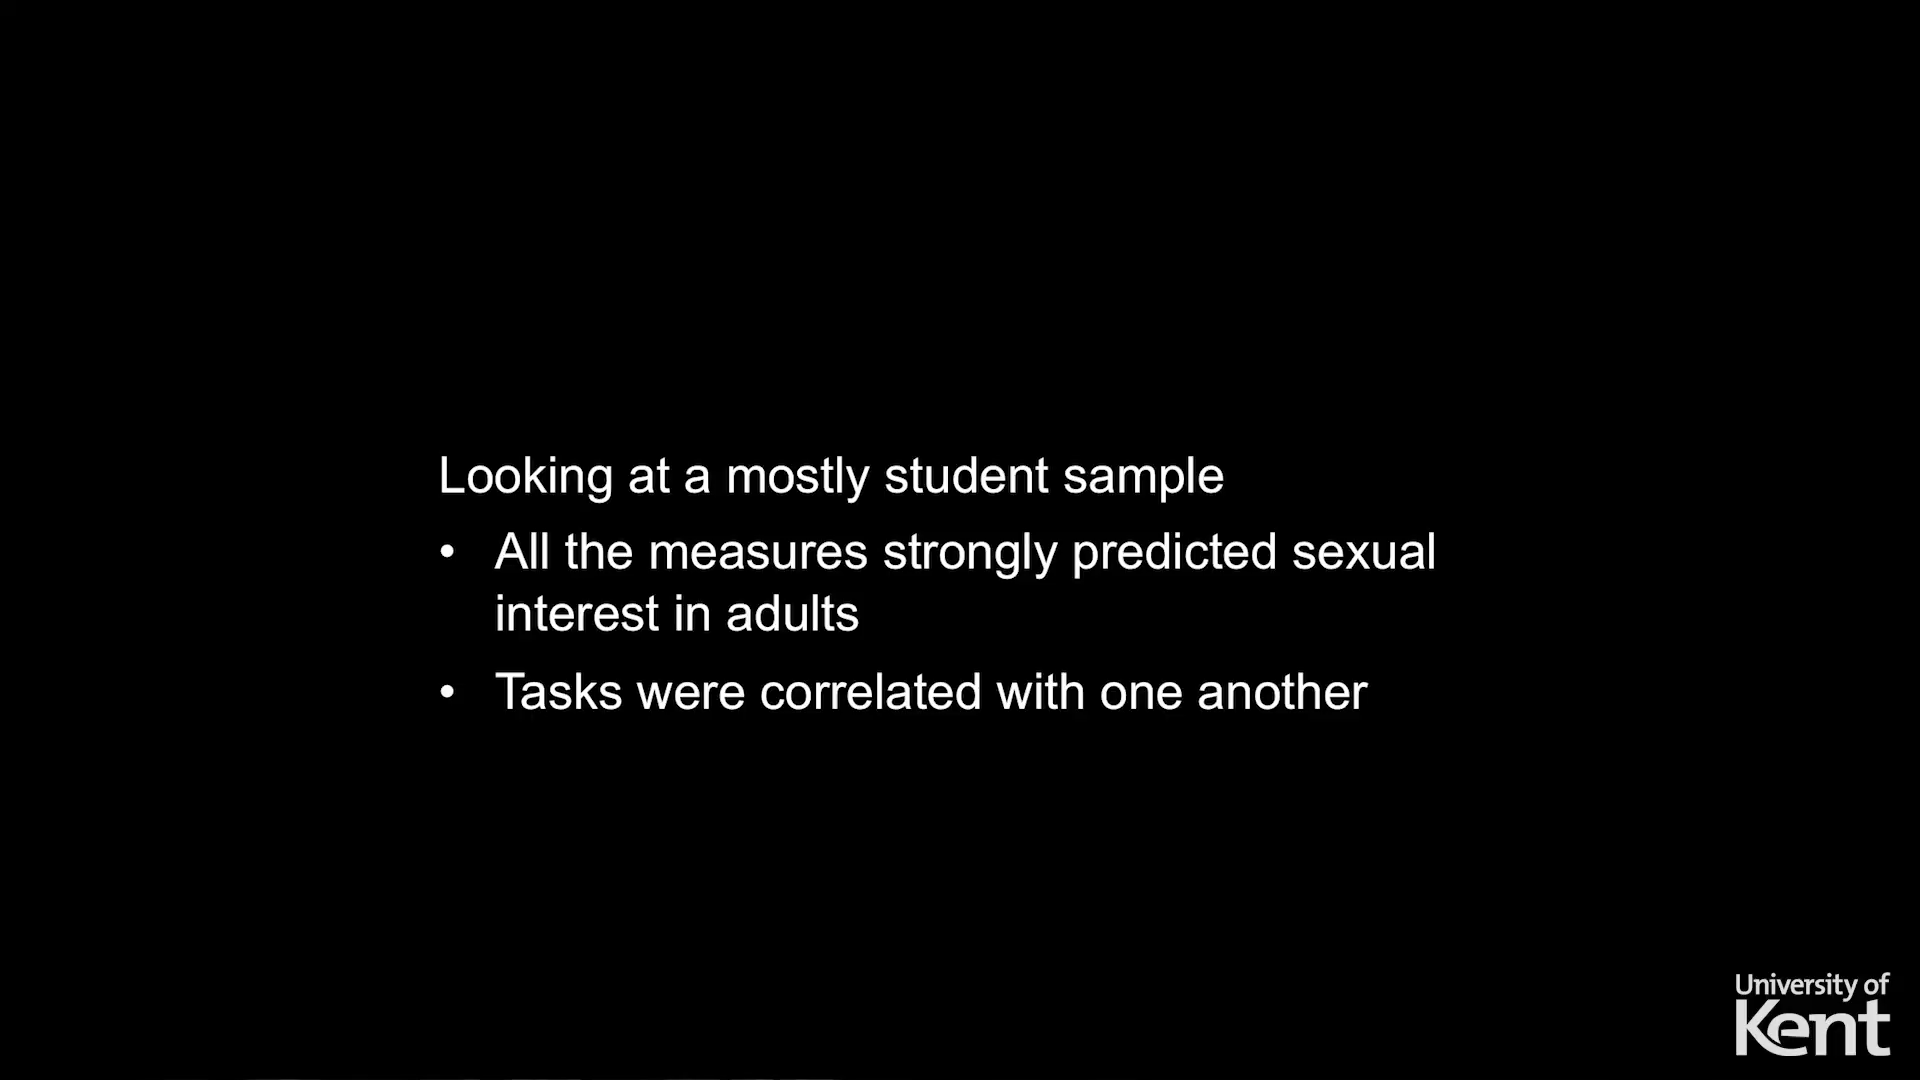 Looking at a mostly student sample
• All the measures strongly predicted sexual
interest in adults
• Tasks were correlated with one another
University of
Kent